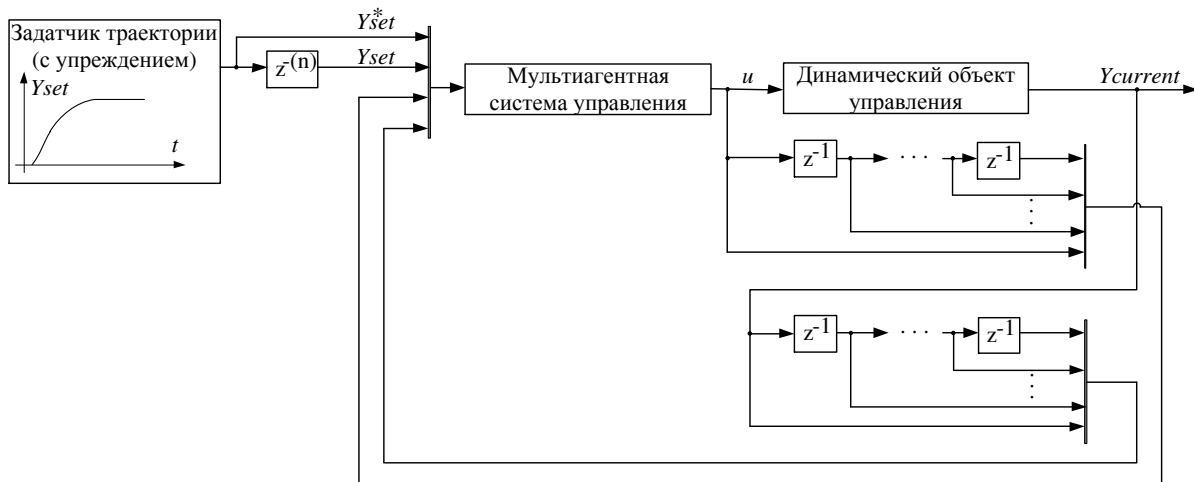 Задатчик траектории
(с упреждением)
Yset
t
z-(n)
Y*set
Yset
Мультиагентная
система управления
u
Динамический объект
управления
Ycurrent
z-1
. . .
z-1
z-1
. . .
z-1